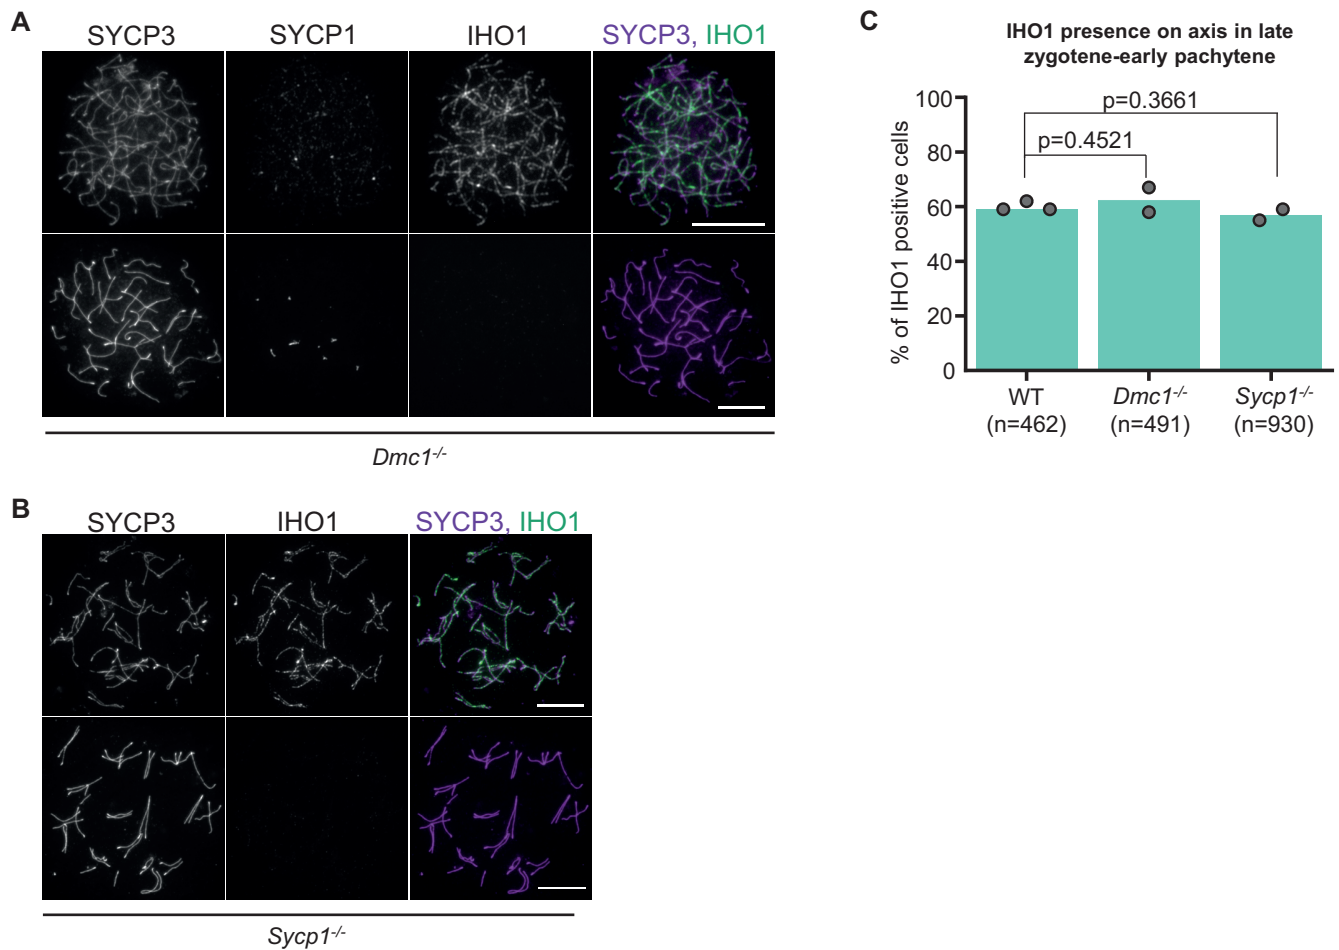 A
SYCP3 SYCP1 IHO1 SYCP3, IHO1
Dmc1-/-
B
SYCP3 IHO1 SYCP3, IHO1
Sycp1-/-
C
IHO1 presence on axis in late
zygotene-early pachytene
% of IHO1 positive cells
100
80
60
40
20
0
p=0.3661
p=0.4521
WT Dmc1-/- Sycp1-/-
(n=462) (n=491) (n=930)